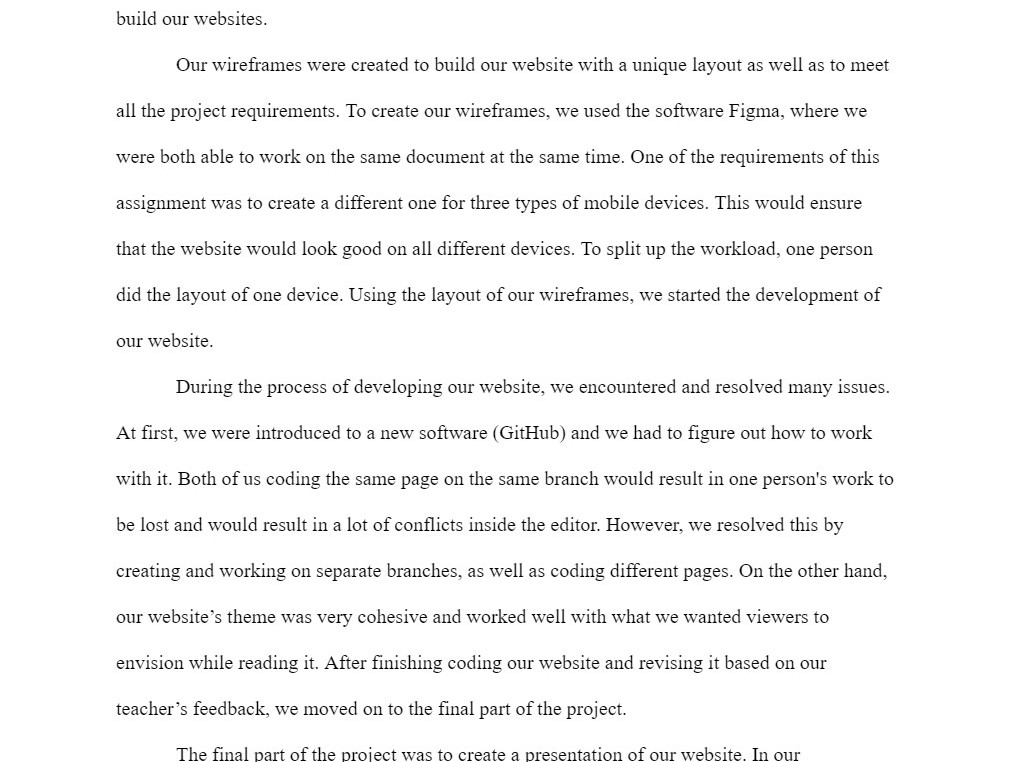 build our websites.
Our wireframes were created to build our website with a unique layout as well as to meet
all the project requirements. To create our wireframes, we used the software Figma, where we
were both able to work on the same document at the same time. One of the requirements of this
assignment was to create a different one for three types of mobile devices. This would ensure
that the website would look good on all different devices. To split up the workload, one person
did the layout of one device. Using the layout of our wireframes, we started the development of
our website.
During the process of developing our website, we encountered and resolved many issues.
At first, we were introduced to a new software (GitHub) and we had to figure out how to work
with it. Both of us coding the same page on the same branch would result in one person's work to
be lost and would result in a lot of conflicts inside the editor. However, we resolved this by
creating and working on separate branches, as well as coding different pages. On the other hand,
our website’s theme was very cohesive and worked well with what we wanted viewers to
envision while reading it. After finishing coding our website and revising it based on our
teacher’s feedback, we moved on to the final part of the project.
The final part of the project was to create a presentation of our website. In our